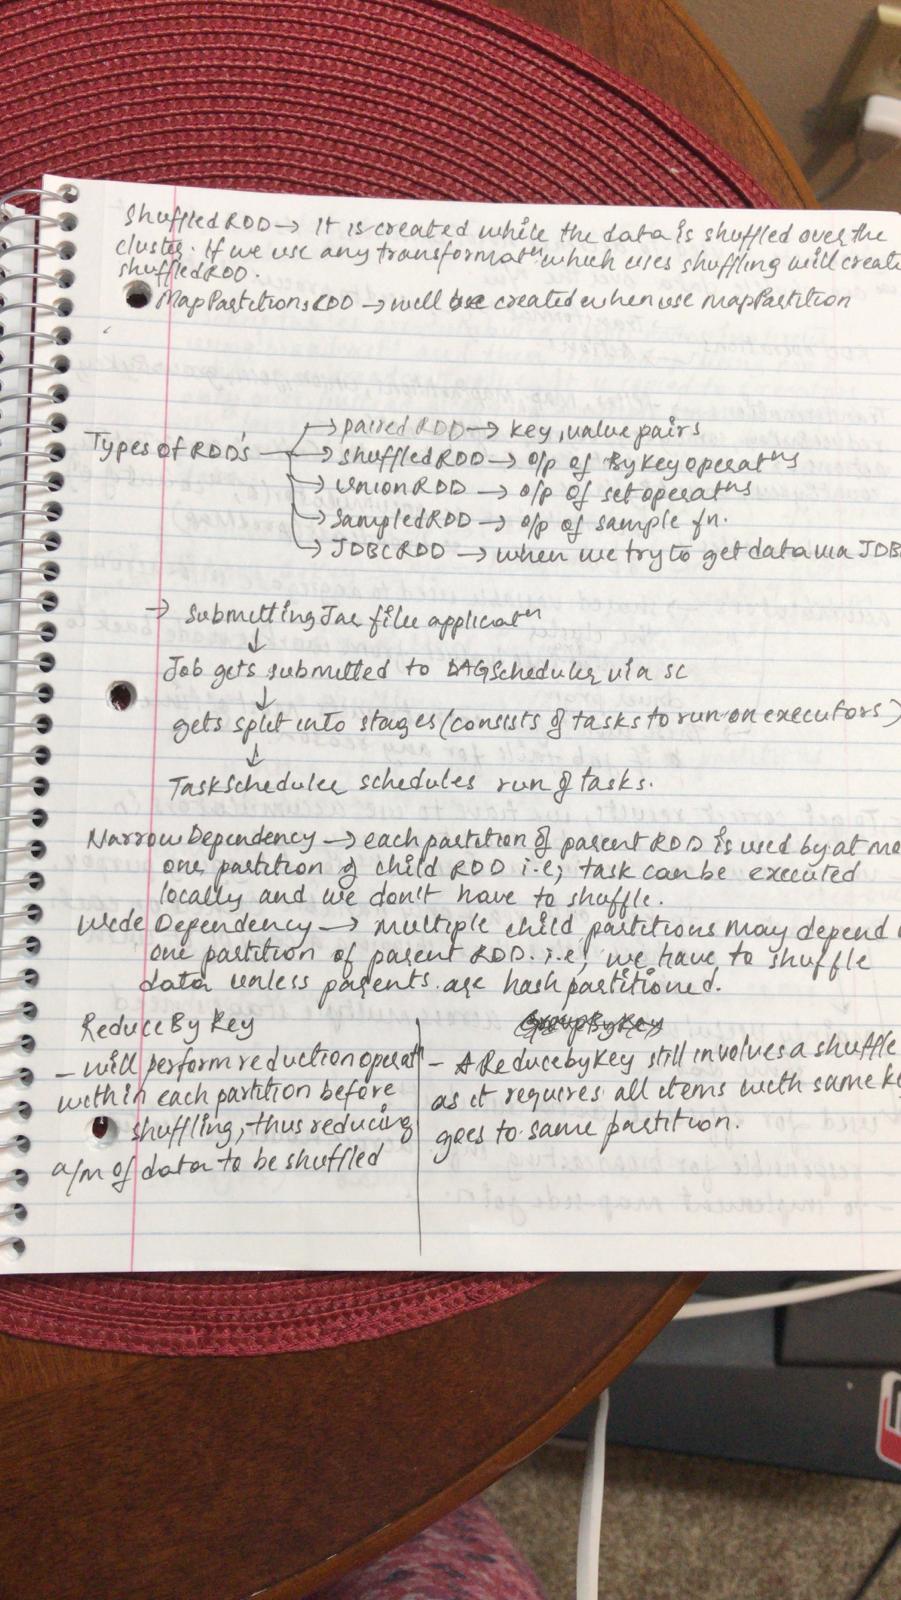 ShuffledRDD → It is created while the data is shuffled over the
cluster. If we use any transformatⁿ which uses shuffling will create
shuffledRDD.
MapPartitionsRDD → will be created when use mapPartition
Types of RDD's → paired RDD → key, value pairs
→ shuffledRDD → o/p of ByKey operatⁿs
→ UnionRDD → o/p of set operatⁿs
→ SampledRDD → o/p of sample fn.
→ JDBCRDD → when we try to get data via JDB
→ Submitting Jar file applicatⁿ
↓
Job gets submitted to DAGScheduler via sc
↓
gets split into stages (consists of tasks to run on executors)
↓
TaskScheduler schedules run of tasks.
Narrow Dependency → each partition of parent RDD is used by at mo
one partition of child RDD i.e; task can be executed
locally and we don't have to shuffle.
Wide Dependency → multiple child partitions may depend
one partition of parent RDD. i.e; we have to shuffle
data unless parents are hash partitioned.
ReduceByKey
- will perform reduction operatⁿ
within each partition before
shuffling, thus reducing
a/m of data to be shuffled
GroupByKey
- A ReducebyKey still involves a shuffle
as it requires all items with same k
goes to same partition.